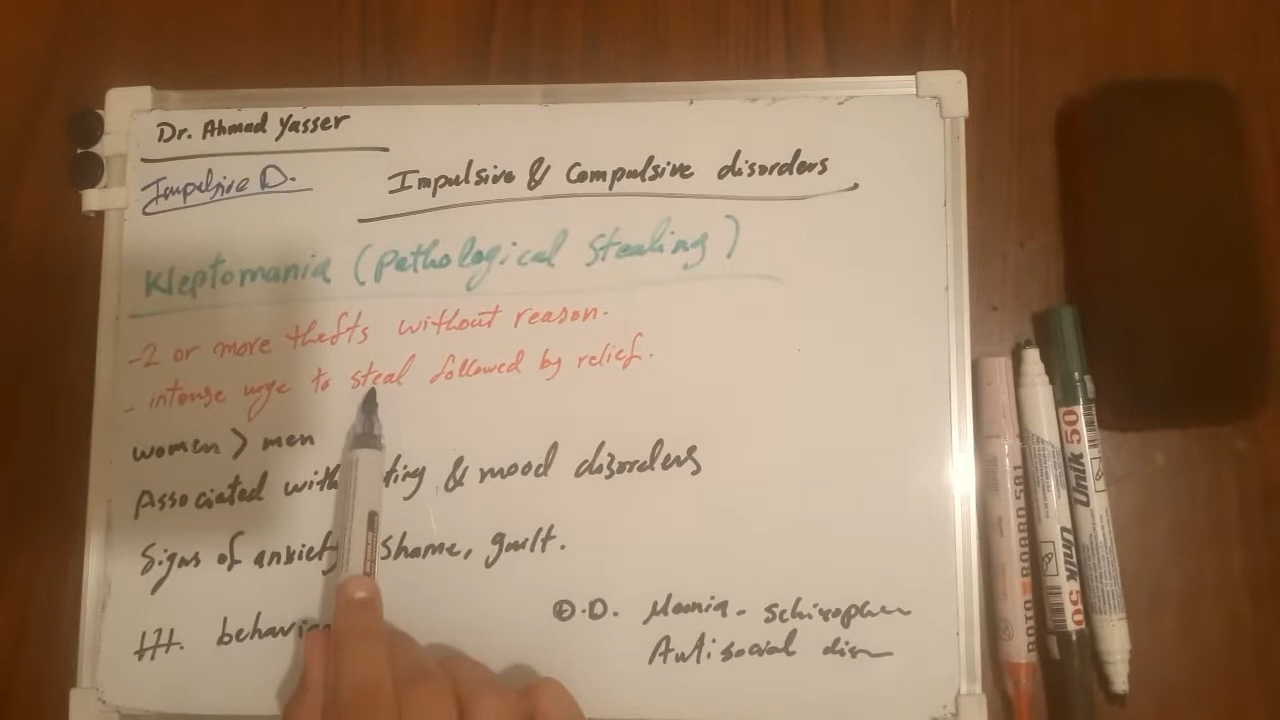 Dr. Ahmad Yasser
Impulsive D.
Impulsive & Compulsive disorders
Kleptomania (Pathological Stealing)
-2 or more thefts without reason.
- intense urge to steal followed by relief.
women > men
Associated with ting & mood disorders
Signs of anxiety Shame, guilt.
ttt. behavio
D.D. Mania - Schizophren
Antisocial dis
ROTO BOARD 501
Unik 50
Unik 50